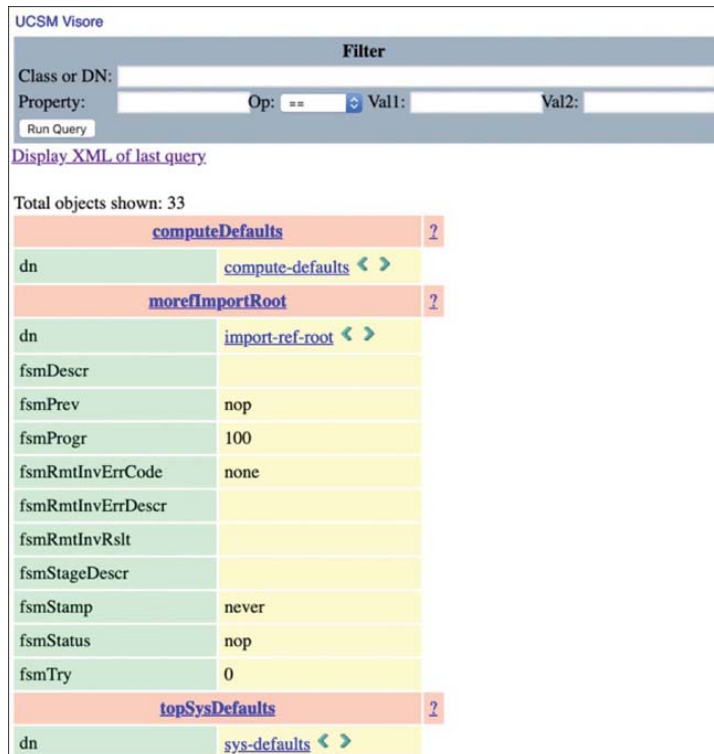 UCSM Visore
Filter
Class or DN:
Property: Op: == Val1: Val2:
Run Query
Display XML of last query
Total objects shown: 33
computeDefaults ?
dn compute-defaults < >
morefImportRoot ?
dn import-ref-root < >
fsmDescr
fsmPrev nop
fsmProgr 100
fsmRmtInvErrCode none
fsmRmtInvErrDescr
fsmRmtInvRslt
fsmStageDescr
fsmStamp never
fsmStatus nop
fsmTry 0
topSysDefaults ?
dn sys-defaults < >